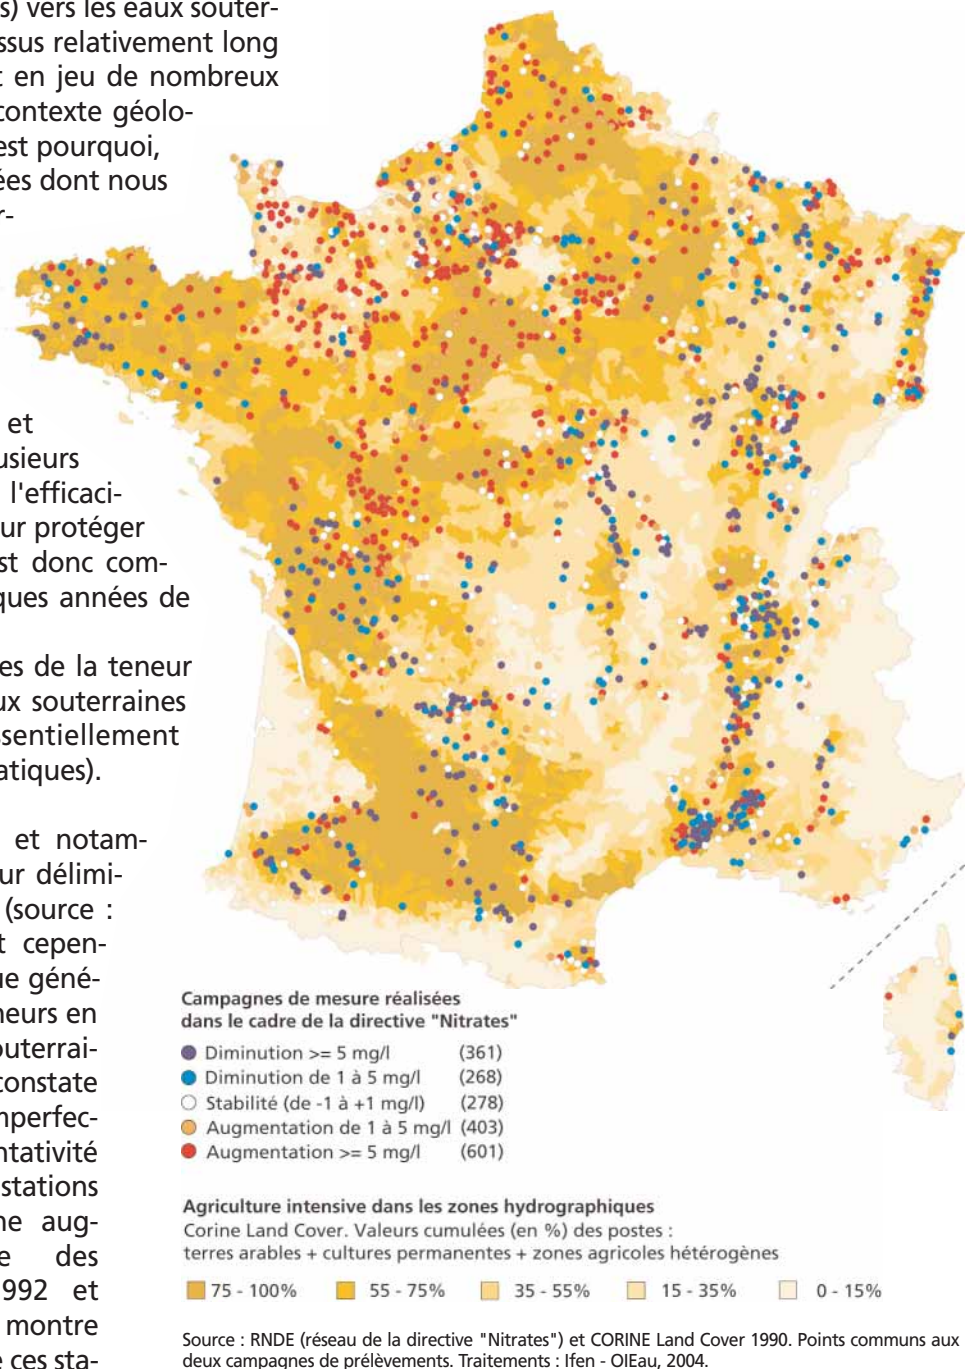 s) vers les eaux souter-
ssus relativement long
t en jeu de nombreux
contexte géolo-
est pourquoi,
ées dont nous
r-
et
usieurs
l'efficaci-
ur protéger
st donc com-
ques années de
es de la teneur
ux souterraines
ssentiellement
atiques).
et notam-
ur délimi-
(source :
t cepen-
ue géné-
neurs en
outerrai-
constate
mperfec-
ntativité
stations
ne aug-
e des
1992 et
montre
e ces sta-
Campagnes de mesure réalisées
dans le cadre de la directive "Nitrates"
Diminution >= 5 mg/l (361)
Diminution de 1 à 5 mg/l (268)
Stabilité (de -1 à +1 mg/l) (278)
Augmentation de 1 à 5 mg/l (403)
Augmentation >= 5 mg/l (601)
Agriculture intensive dans les zones hydrographiques
Corine Land Cover. Valeurs cumulées (en %) des postes :
terres arables + cultures permanentes + zones agricoles hétérogènes
75 - 100% 55 - 75% 35 - 55% 15 - 35% 0 - 15%
Source : RNDE (réseau de la directive "Nitrates") et CORINE Land Cover 1990. Points communs aux
deux campagnes de prélèvements. Traitements : Ifen - OIEau, 2004.